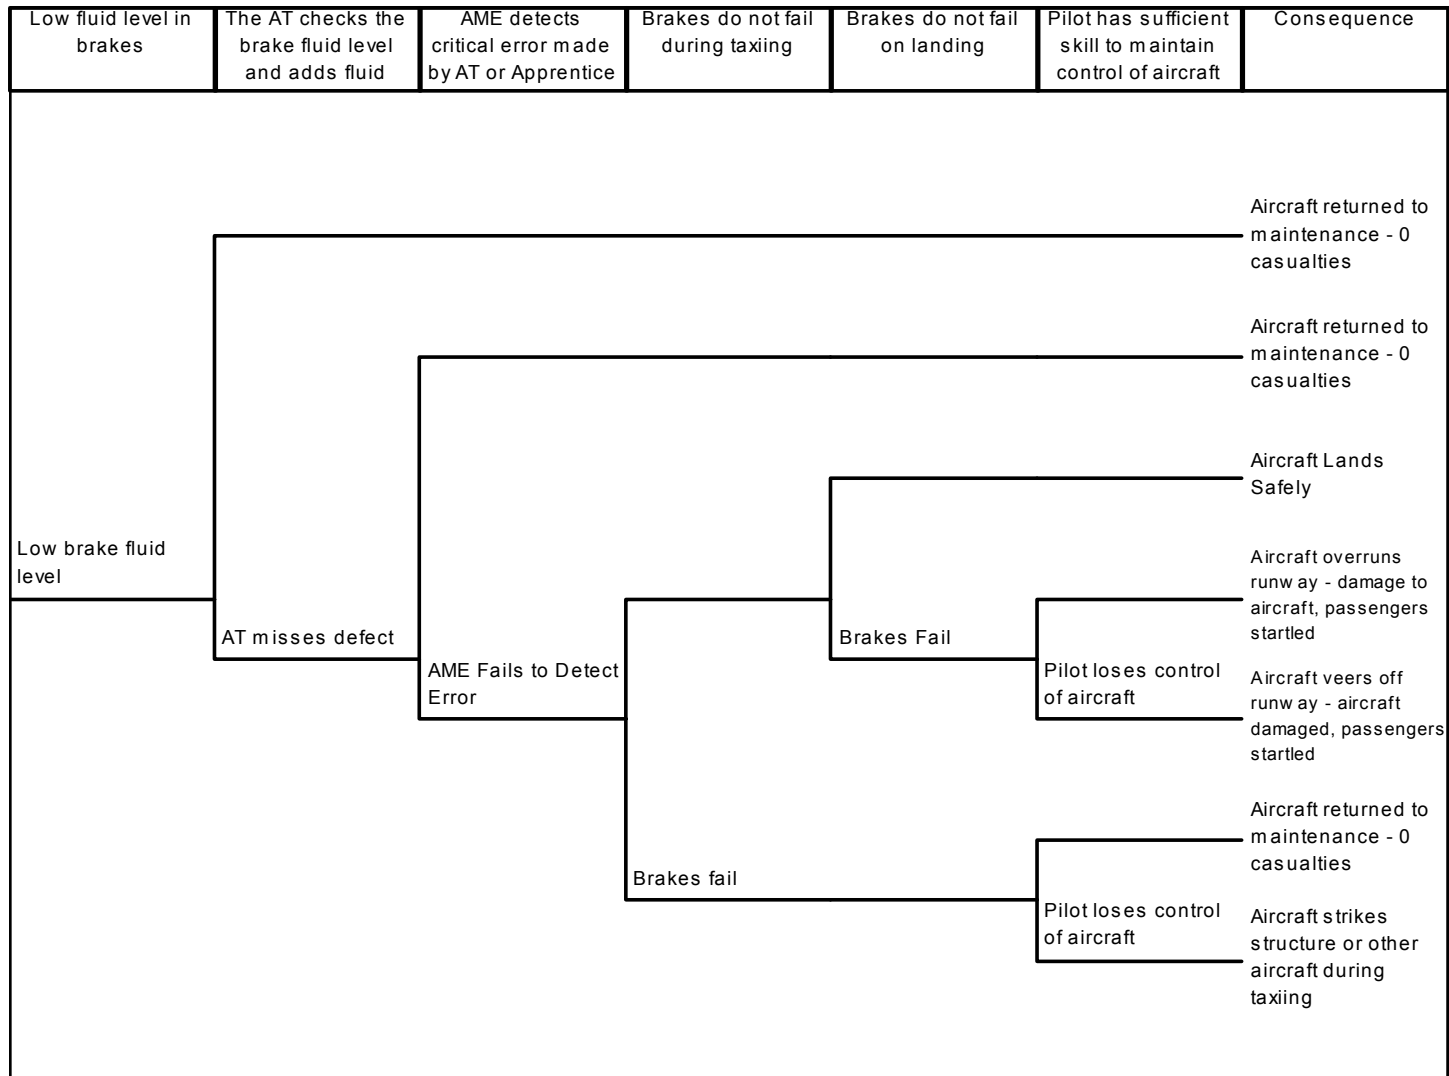 Low fluid level in
brakes
The AT checks the
brake fluid level
and adds fluid
AME detects
critical error made
by AT or Apprentice
Brakes do not fail
during taxiing
Brakes do not fail
on landing
Pilot has sufficient
skill to maintain
control of aircraft
Consequence
Aircraft returned to
maintenance - 0
casualties
Aircraft returned to
maintenance - 0
casualties
Aircraft Lands
Safely
Low brake fluid
level
Aircraft overruns
runway - damage to
aircraft, passengers
startled
AT misses defect
Brakes Fail
AME Fails to Detect
Error
Pilot loses control
of aircraft
Aircraft veers off
runway - aircraft
damaged, passengers
startled
Aircraft returned to
maintenance - 0
casualties
Brakes fail
Pilot loses control
of aircraft
Aircraft strikes
structure or other
aircraft during
taxiing